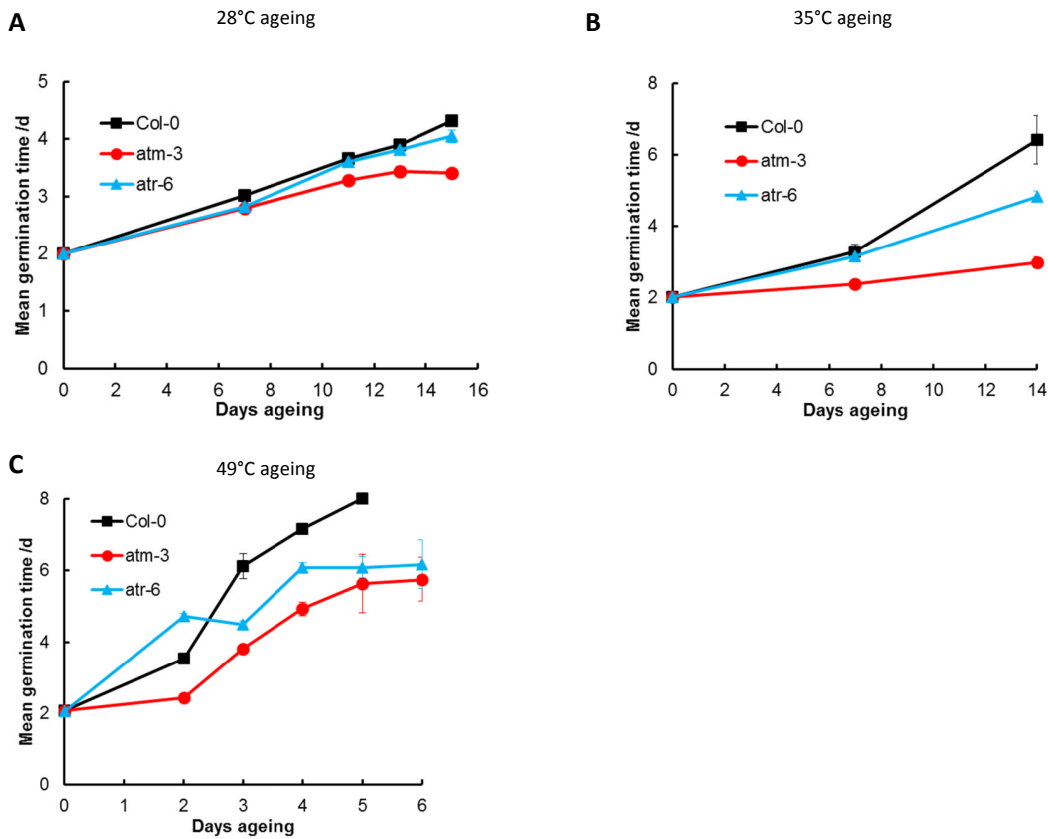 A
28°C ageing
Mean germination time /d
5
4
3
2
1
0
Col-0
atm-3
atr-6
0 2 4 6 8 10 12 14 16
Days ageing
B
35°C ageing
Mean germination time /d
8
6
4
2
0
Col-0
atm-3
atr-6
0 2 4 6 8 10 12 14
Days ageing
C
49°C ageing
Mean germination time /d
8
6
4
2
0
Col-0
atm-3
atr-6
0 1 2 3 4 5 6
Days ageing